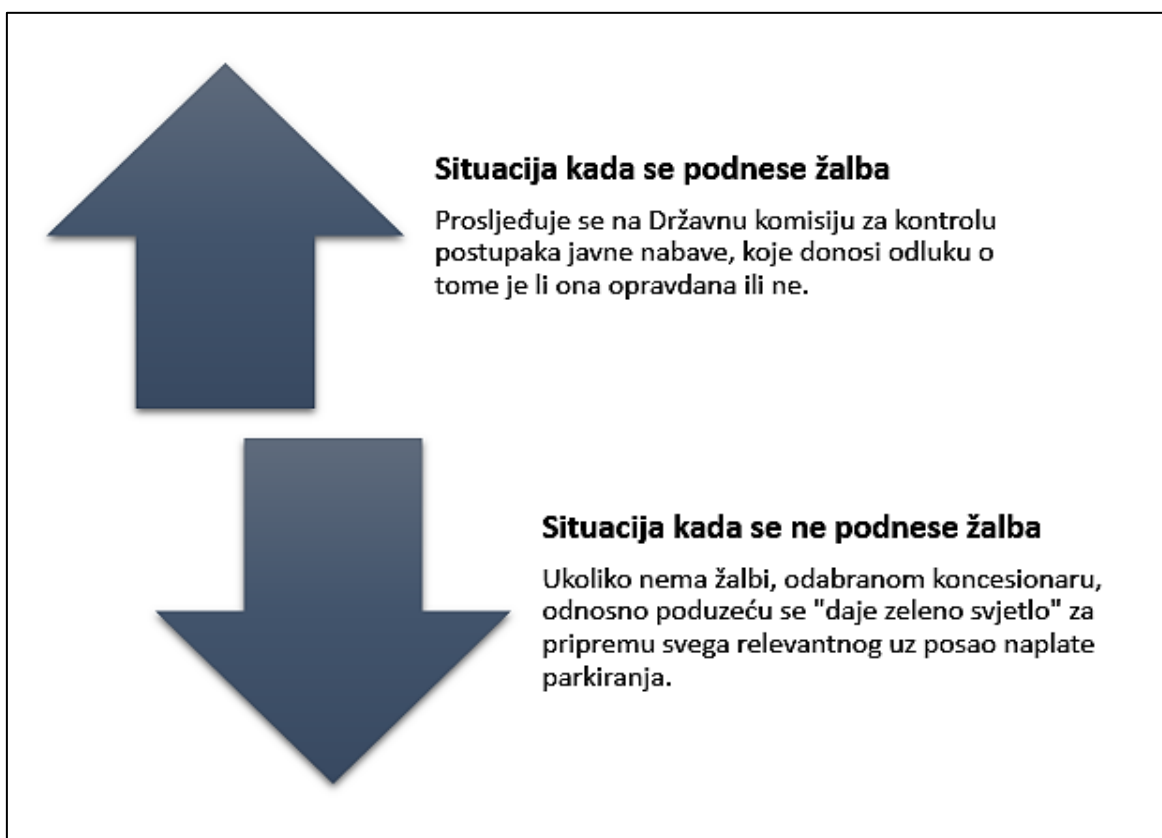 Situacija kada se podnese žalba
Prosljeđuje se na Državnu komisiju za kontrolu
postupaka javne nabave, koje donosi odluku o
tome je li ona opravdana ili ne.
Situacija kada se ne podnese žalba
Ukoliko nema žalbi, odabranom koncesionaru,
odnosno poduzeću se "daje zeleno svjetlo" za
pripremu svega relevantnog uz posao naplate
parkiranja.